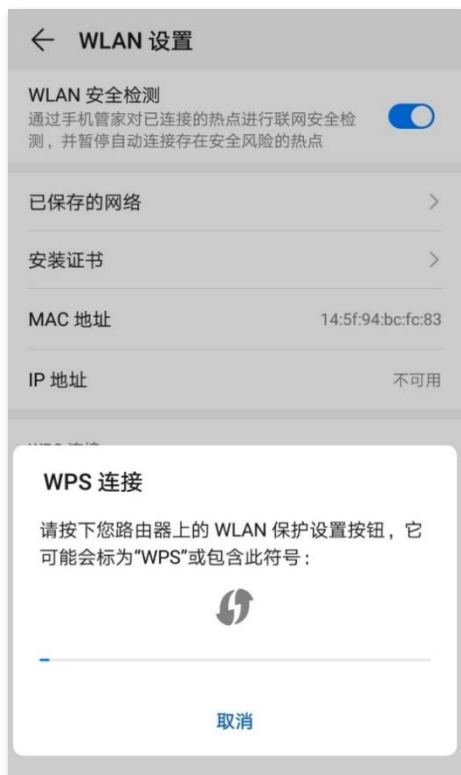 WLAN 设置
WLAN 安全检测
通过手机管家对已连接的热点进行联网安全检
测，并暂停自动连接存在安全风险的热点
已保存的网络
安装证书
MAC 地址 14:5f:94:bc:fc:83
IP 地址 不可用
WPS 连接
请按下您路由器上的 WLAN 保护设置按钮，它
可能会标为“WPS”或包含此符号：
取消